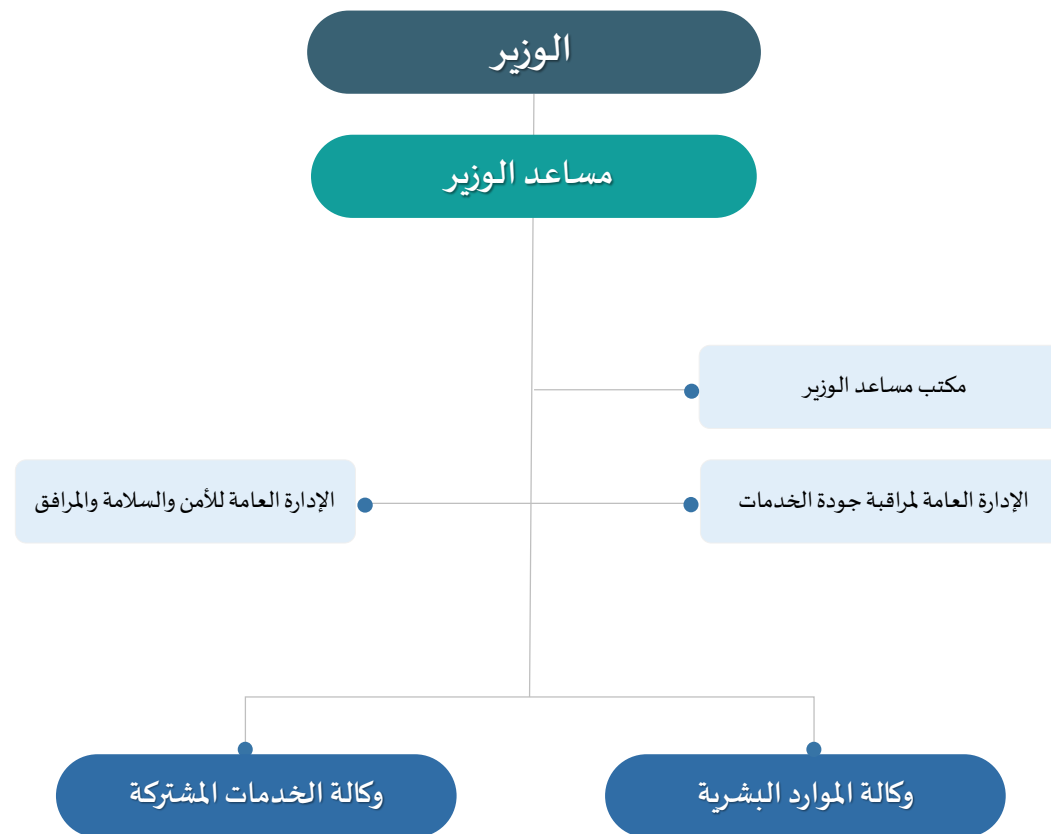 الوزير
مساعد الوزير
مكتب مساعد الوزير
الإدارة العامة لمراقبة جودة الخدمات
الإدارة العامة للأمن والسلامة والمرافق
وكالة الموارد البشرية
وكالة الخدمات المشتركة